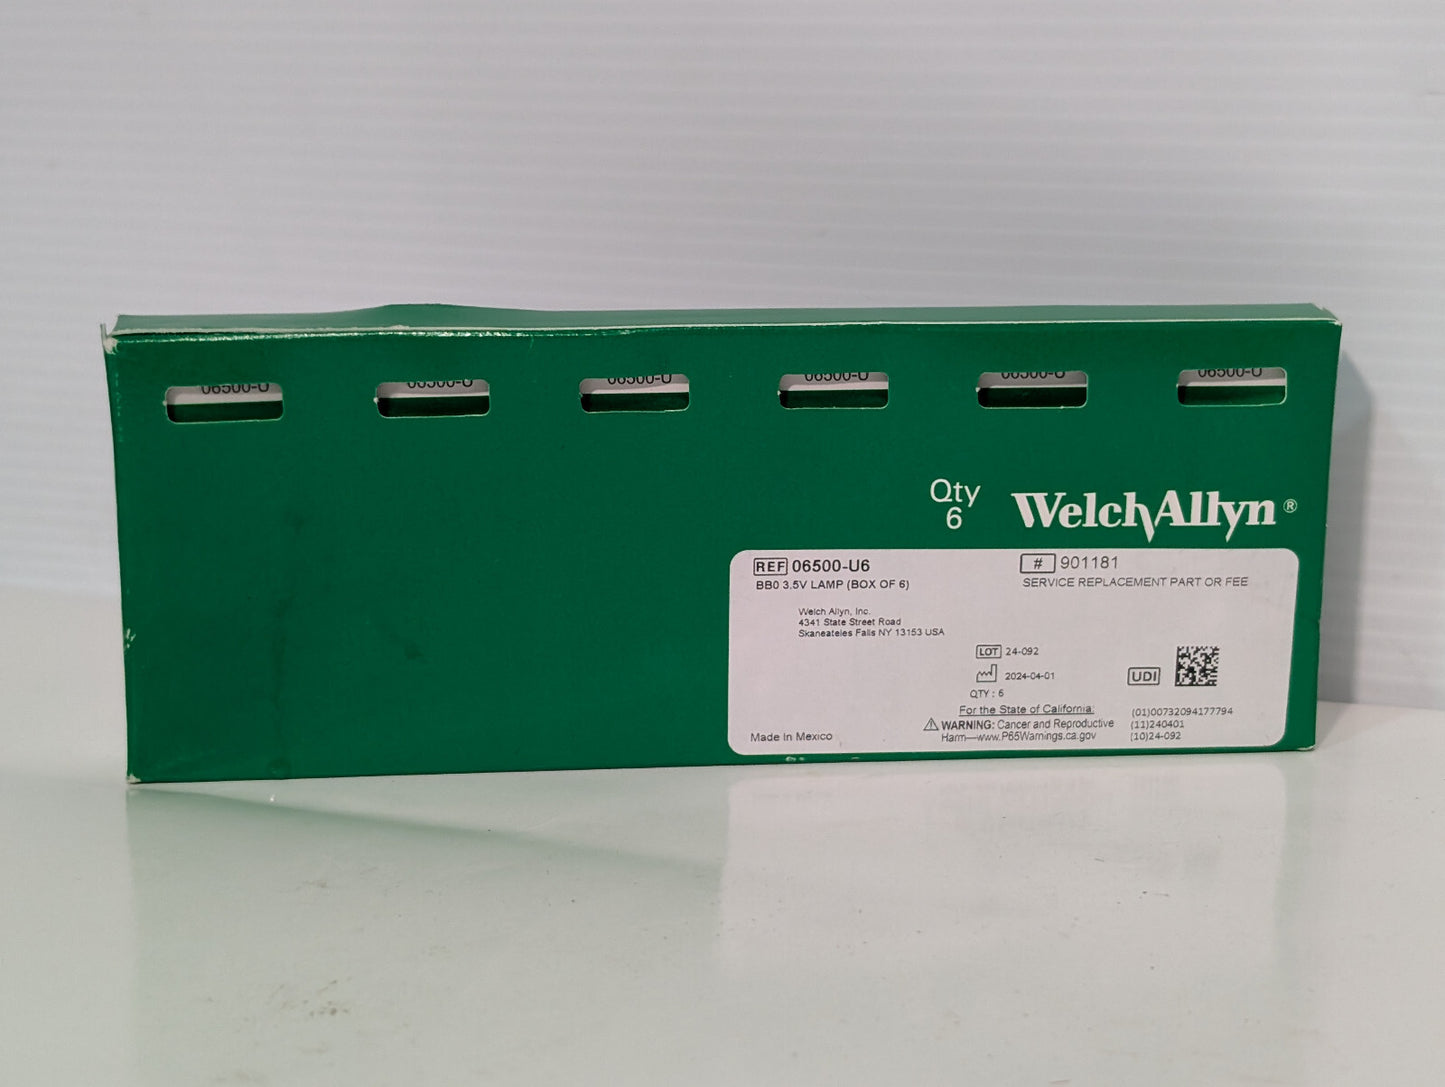 06500-U 06500-U 06500-U 06500-U 06500-U 06500-U
Qty
6
WelchAllyn®
REF 06500-U6
BB0 3.5V LAMP (BOX OF 6)
# 901181
SERVICE REPLACEMENT PART OR FEE
Welch Allyn, Inc.
4341 State Street Road
Skaneateles Falls NY 13153 USA
LOT 24-092
2024-04-01
QTY : 6
UDI
For the State of California:
⚠ WARNING: Cancer and Reproductive
Harm—www.P65Warnings.ca.gov
(01)00732094177794
(11)240401
(10)24-092
Made In Mexico